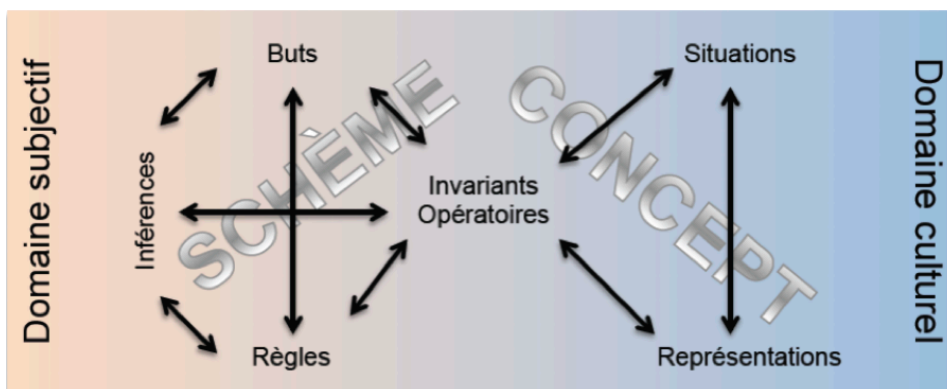 Domaine subjectif
Buts
Inférences
SCHÈME
Règles
Invariants
Opératoires
CONCEPT
Situations
Représentations
Domaine culturel